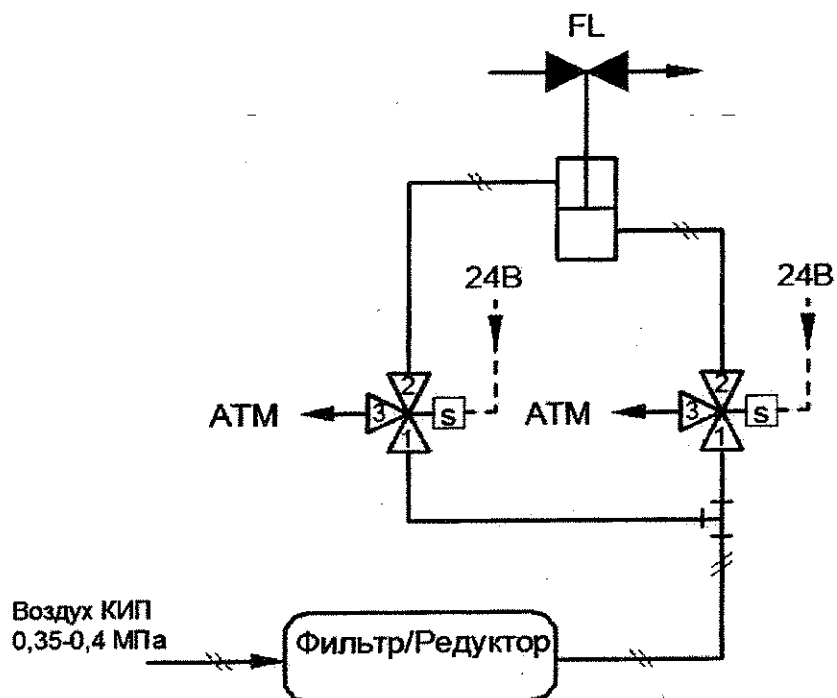 FL
24В
24В
2
2
АТМ
3
s
АТМ
3
s
1
1
Воздух КИП
0,35-0,4 МПа
Фильтр/Редуктор